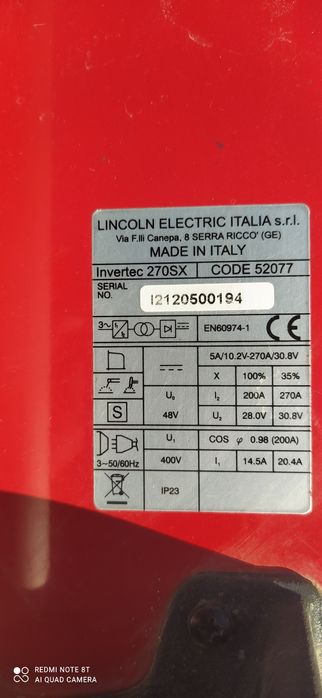 LINCOLN ELECTRIC ITALIA s.r.l.
Via F.lli Canepa, 8 SERRA RICCO' (GE)
MADE IN ITALY
Invertec 270SX CODE 52077
SERIAL
NO. I2120500194
3~ EN60974-1 CE
5A/10.2V-270A/30.8V
X 100% 35%
U₀ I₂ 200A 270A
S 48V U₂ 28.0V 30.8V
U₁ COS φ 0.98 (200A)
3~50/60Hz 400V I₁ 14.5A 20.4A
IP23
REDMI NOTE 8T
AI QUAD CAMERA